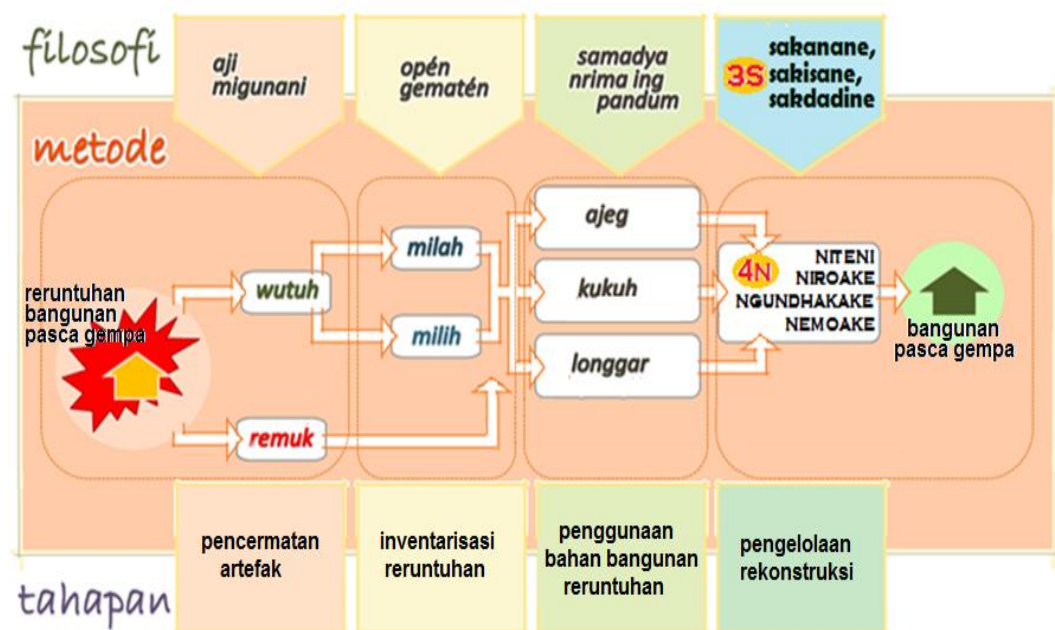 filosofi
aji
migunani
opén
gematén
samadya
nrima ing
pandum
3S
sakanane,
sakisane,
sakdadine
metode
reruntuhan
bangunan
pasca gempa
wutuh
remuk
milah
milih
ajeg
kukuh
longgar
4N
NITENI
NIROAKE
NGUNDHAKAKE
NEMOAKE
bangunan
pasca gempa
pencermatan
artefak
inventarisasi
reruntuhan
penggunaan
bahan bangunan
reruntuhan
pengelolaan
rekonstruksi
tahapan